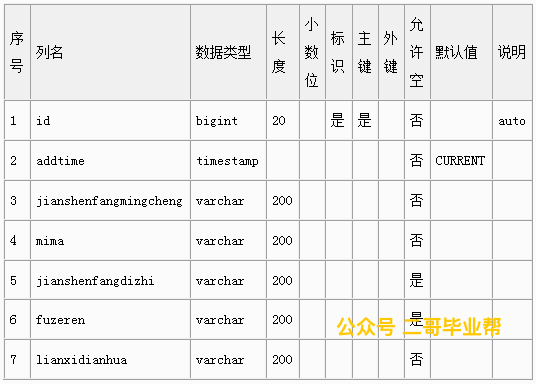 序号 列名 数据类型 长度 小数位 标识 主键 外键 允许空 默认值 说明
1 id bigint 20 是 是 否 auto
2 addtime timestamp 否 CURRENT
3 jianshenfangmingcheng varchar 200 否
4 mima varchar 200 否
5 jianshenfangdizhi varchar 200 是
6 fuzeren varchar 200 是
公众号 二哥毕业帮
7 lianxidianhua varchar 200 否